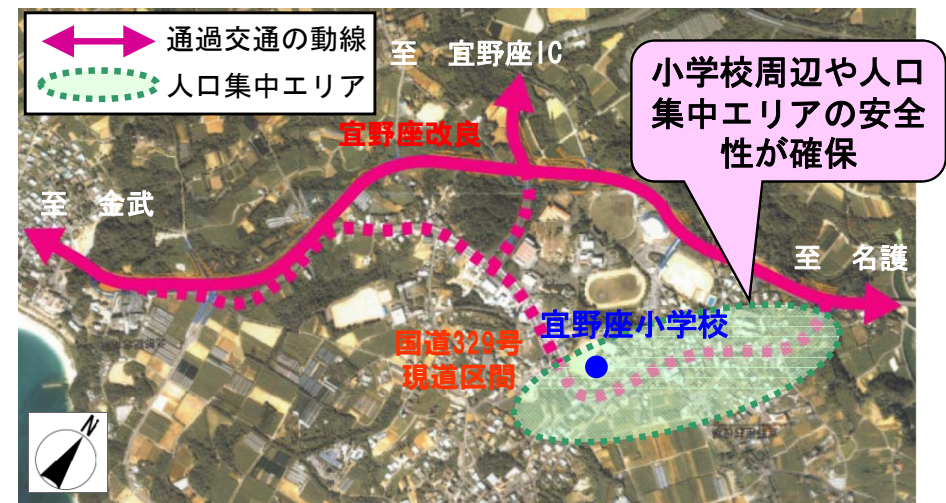 通過交通の動線
人口集中エリア
至 宜野座IC
小学校周辺や人口
集中エリアの安全
性が確保
宜野座改良
至 金武
至 名護
宜野座小学校
国道329号
現道区間
N